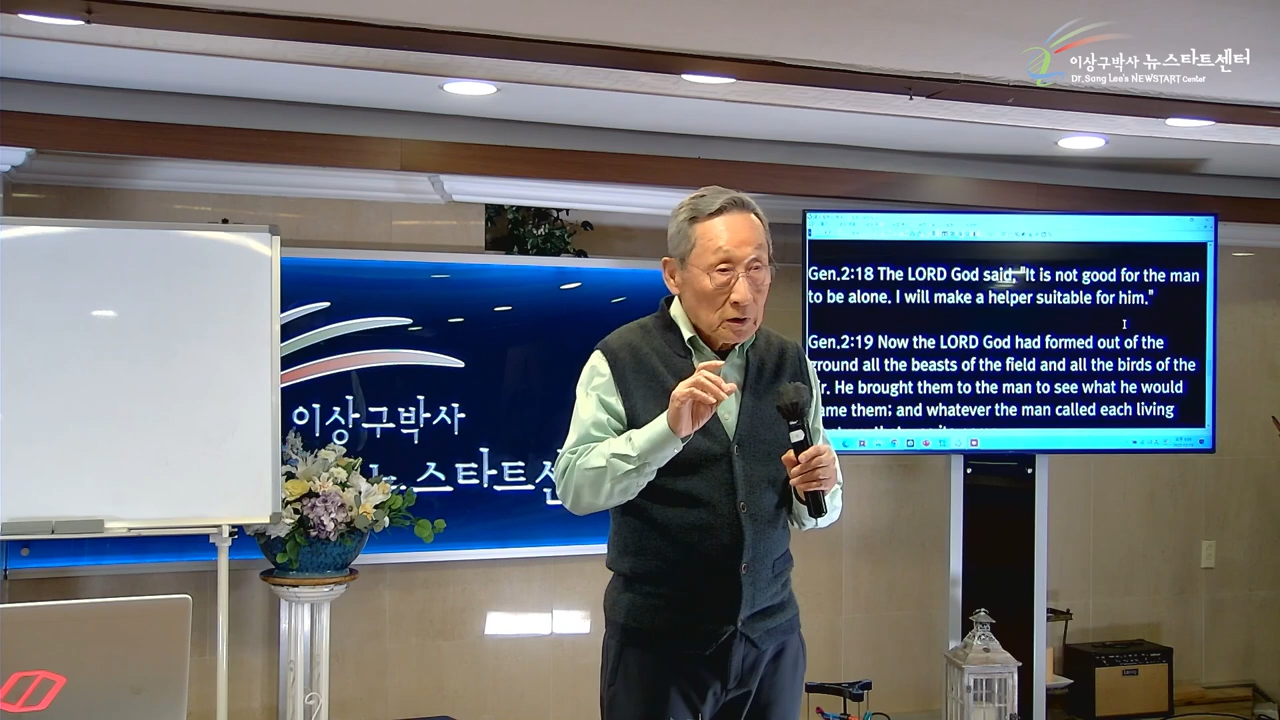 이상구박사 뉴스타트센터
Dr. Sang Lee's NEWSTART Center
이상구박사
뉴스타트센
Gen.2:18 The LORD God said, "It is not good for the man
to be alone. I will make a helper suitable for him."
Gen.2:19 Now the LORD God had formed out of the
ground all the beasts of the field and all the birds of the
air. He brought them to the man to see what he would
name them; and whatever the man called each living